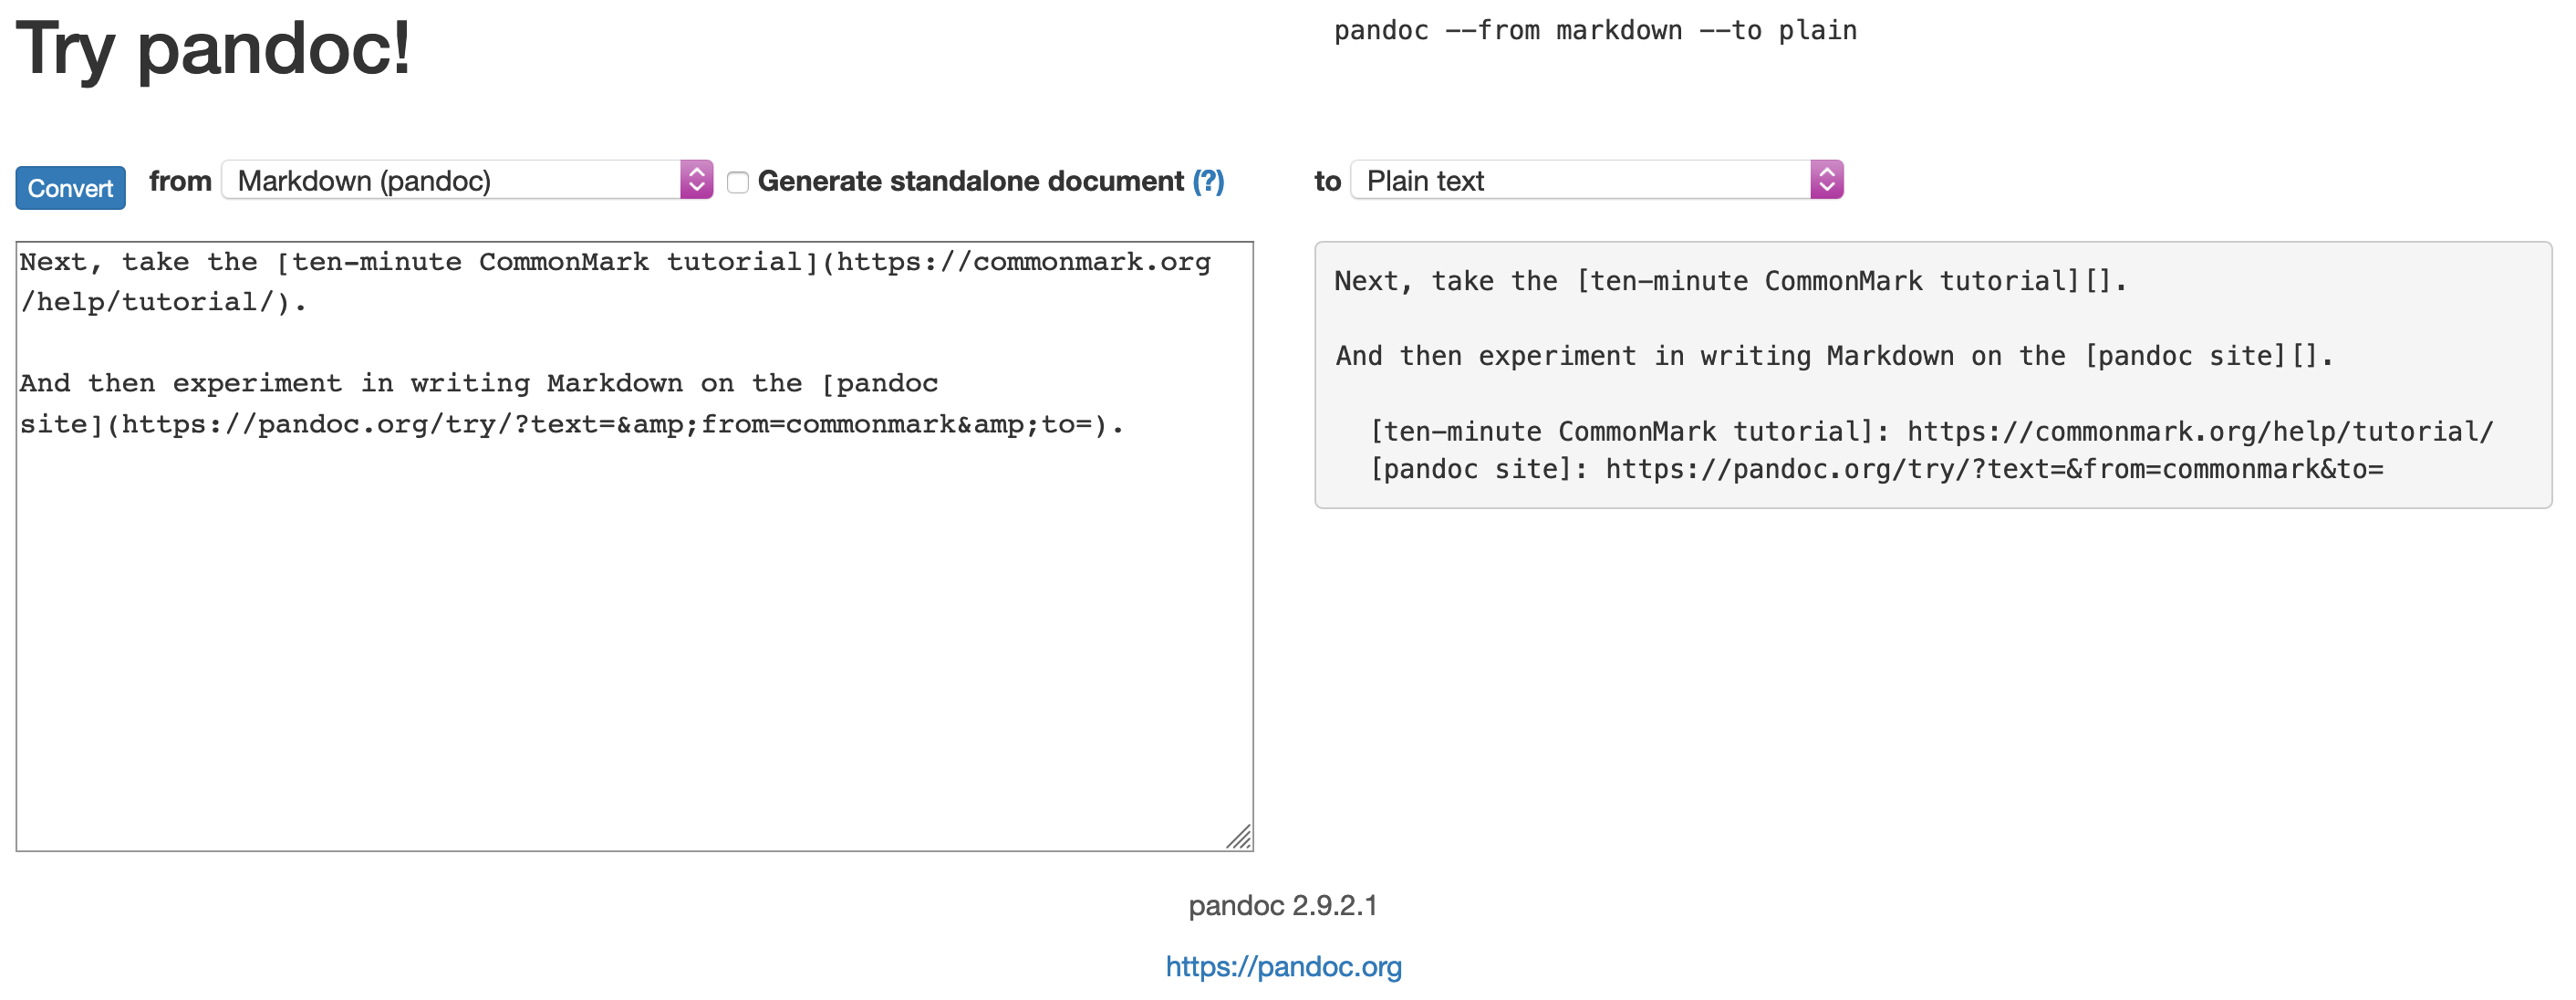 Try pandoc!
pandoc --from markdown --to plain
Convert from Markdown (pandoc) Generate standalone document (?) to Plain text
Next, take the [ten-minute CommonMark tutorial](https://commonmark.org
/help/tutorial/).
And then experiment in writing Markdown on the [pandoc
site](https://pandoc.org/try/?text=&amp;from=commonmark&amp;to=).
Next, take the [ten-minute CommonMark tutorial][].
And then experiment in writing Markdown on the [pandoc site][].
[ten-minute CommonMark tutorial]: https://commonmark.org/help/tutorial/
[pandoc site]: https://pandoc.org/try/?text=&from=commonmark&to=
pandoc 2.9.2.1
https://pandoc.org